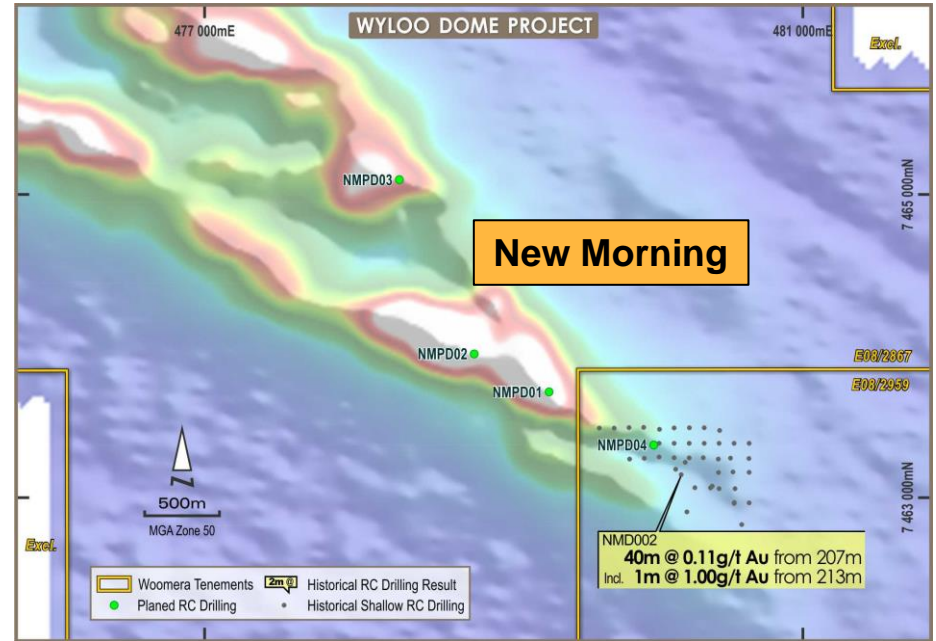 WYLOO DOME PROJECT
477 000mE
481 000mE
Excl.
7 465 000mN
NMPD03
New Morning
NMPD02
NMPD01
E08/2867
E08/2959
NMPD04
7 463 000mN
N
500m
MGA Zone 50
Excl.
NMD002
40m @ 0.11g/t Au from 207m
Incl. 1m @ 1.00g/t Au from 213m
Woomera Tenements
2m @
Historical RC Drilling Result
Planed RC Drilling
Historical Shallow RC Drilling